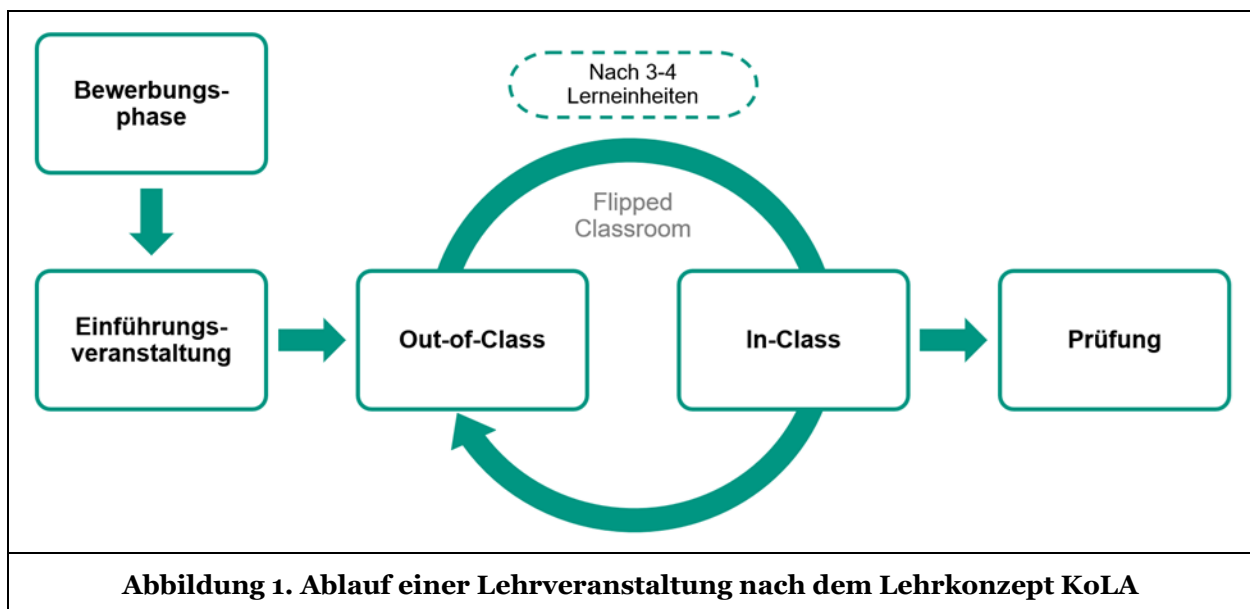 Bewerbungs-
phase
Nach 3-4
Lerneinheiten
Flipped
Classroom
Einführungs-
veranstaltung
Out-of-Class
In-Class
Prüfung
Abbildung 1. Ablauf einer Lehrveranstaltung nach dem Lehrkonzept KoLA